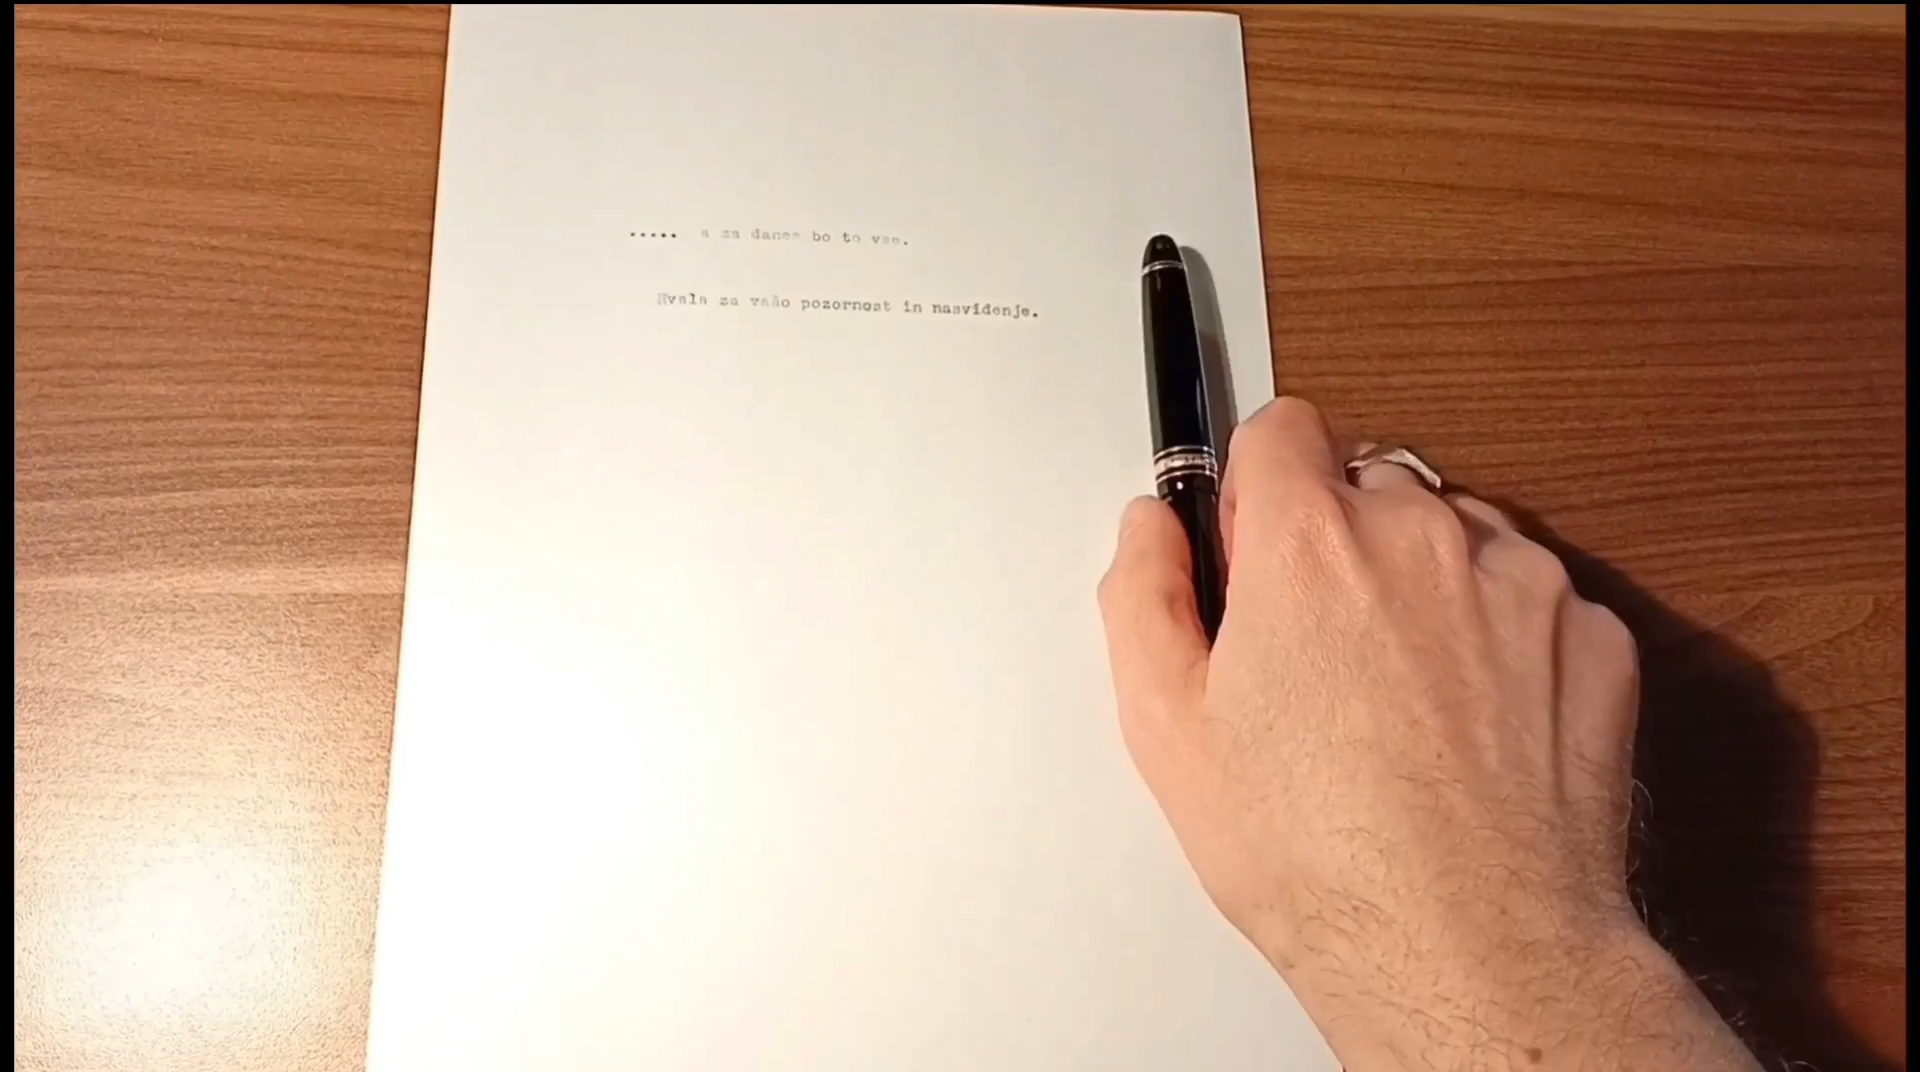 ..... a za danes bo to vse.
Hvala za vašo pozornost in nasvidenje.